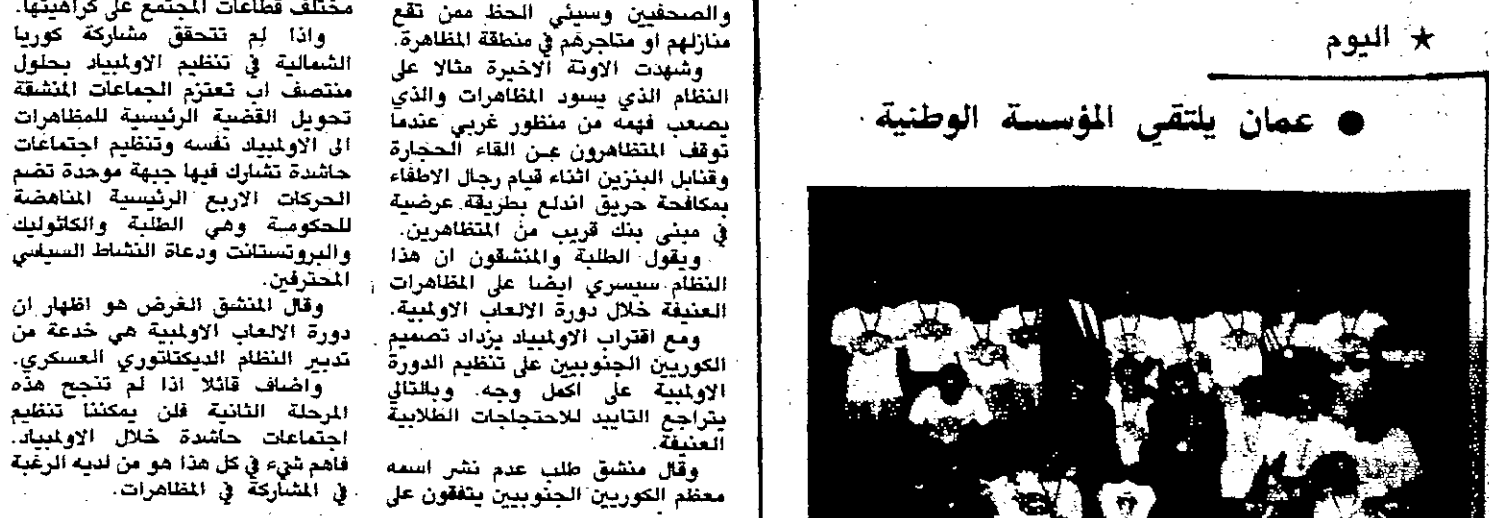 ★ اليوم
● عمان يلتقي المؤسسة الوطنية
والصحفيين وسيئي الحظ ممن تقع
منازلهم او متاجرهم في منطقة المظاهرة.
وشهدت الاونة الاخيرة مثالا على
النظام الذي يسود المظاهرات والذي
يصعب فهمه من منظور غربي عندما
توقف المتظاهرون عن القاء الحجارة
وقنابل البنزين اثناء قيام رجال الاطفاء
بمكافحة حريق اندلع بطريقة عرضية
في مبنى بنك قريب من المتظاهرين.
ويقول الطلبة والمنشقون ان هذا
النظام سيسري ايضا على المظاهرات
العنيفة خلال دورة الالعاب الاولمبية.
ومع اقتراب الاولمبياد يزداد تصميم
الكوريين الجنوبيين على تنظيم الدورة
الاولمبية على اكمل وجه. وبالتالي
يتراجع التاييد للاحتجاجات الطلابية
العنيفة.
وقال منشق طلب عدم نشر اسمه
معظم الكوريين الجنوبيين يتفقون على
مختلف قطاعات المجتمع على كراهيتها.
واذا لم تتحقق مشاركة كوريا
الشمالية في تنظيم الاولمبياد بحلول
منتصف اب تعتزم الجماعات المنشقة
تحويل القضية الرئيسية للمظاهرات
الى الاولمبياد نفسه وتنظيم اجتماعات
حاشدة تشارك فيها جبهة موحدة تضم
الحركات الاربع الرئيسية المناهضة
للحكومة وهي الطلبة والكاثوليك
والبروتستانت ودعاة النشاط السياسي
المحترفين.
وقال المنشق الغرض هو اظهار ان
دورة الالعاب الاولمبية هي خدعة من
تدبير النظام الديكتاتوري العسكري.
واضاف قائلا اذا لم تنجح هذه
المرحلة الثانية فلن يمكننا تنظيم
اجتماعات حاشدة خلال الاولمبياد.
فاهم شيء في كل هذا هو من لديه الرغبة
في المشاركة في المظاهرات.